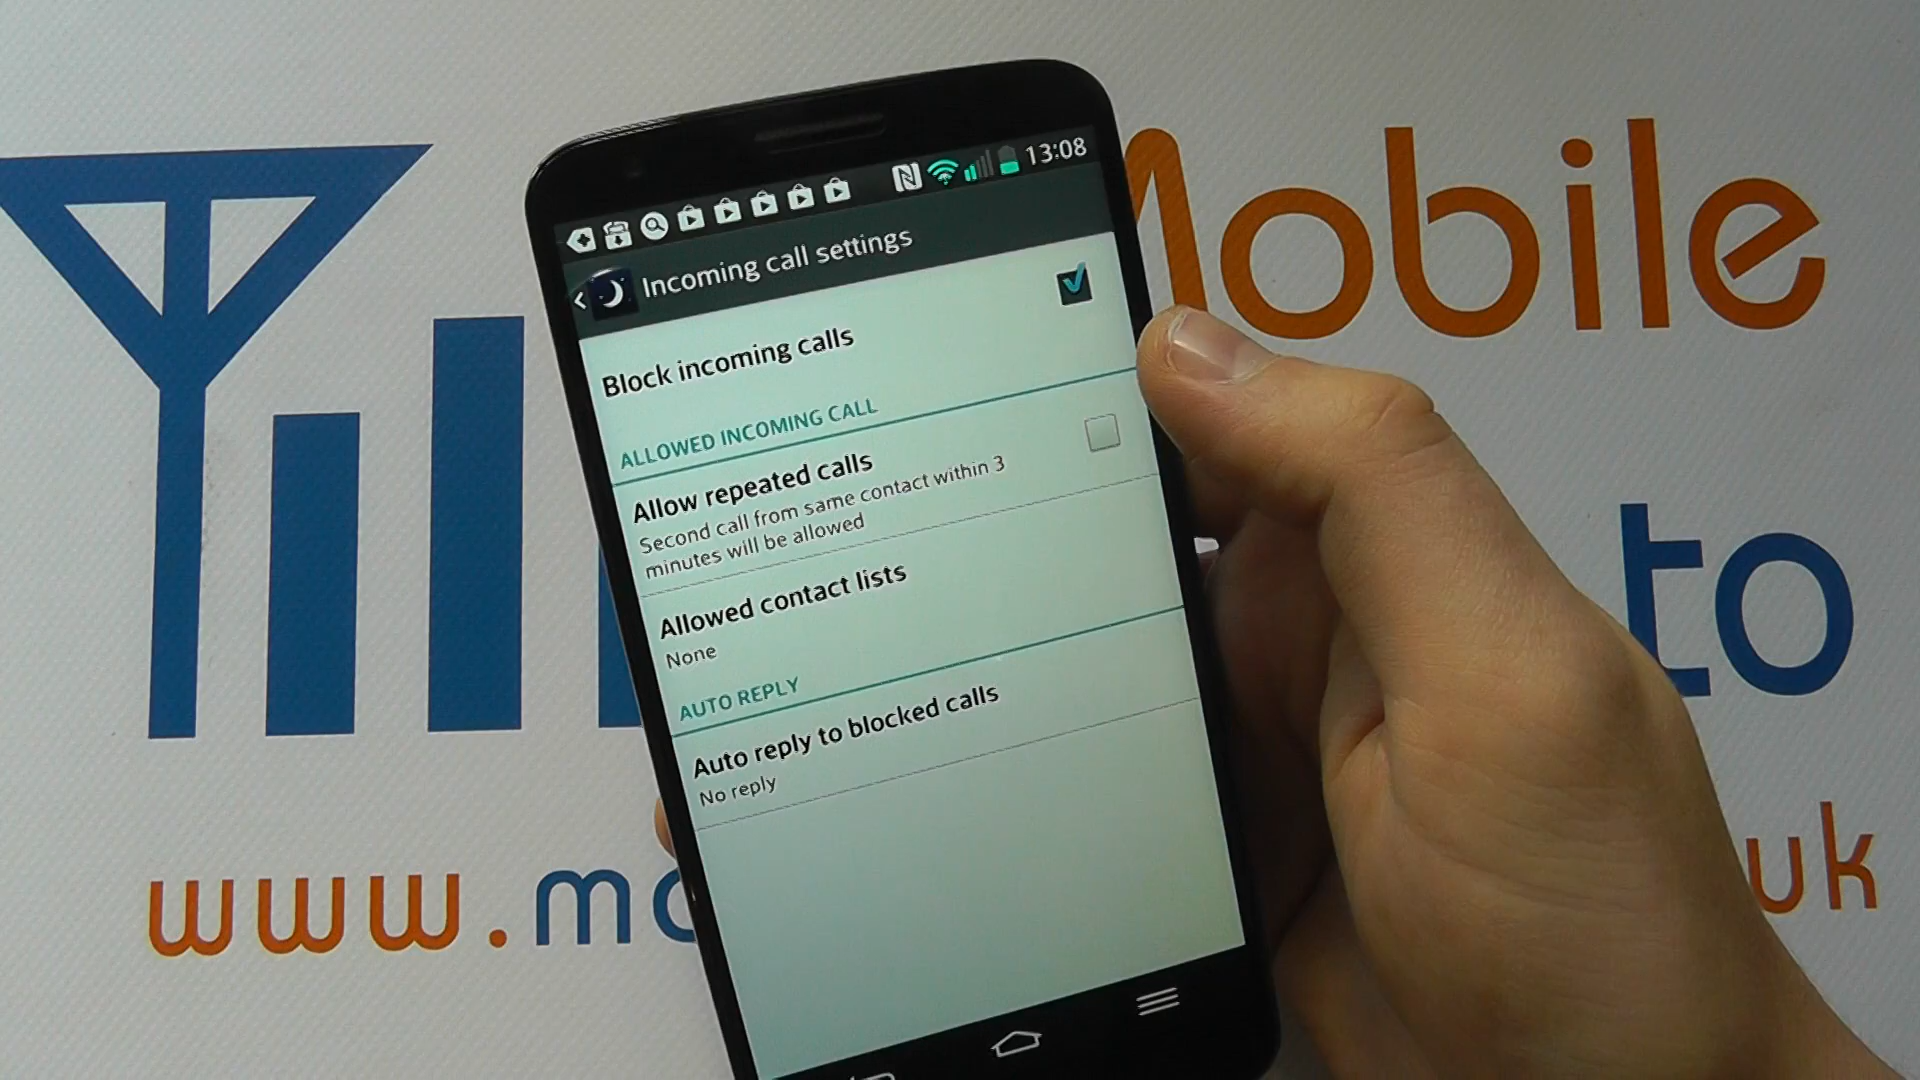 Mobile
to
www.mo
uk
13:08
Incoming call settings
Block incoming calls
ALLOWED INCOMING CALL
Allow repeated calls
Second call from same contact within 3
minutes will be allowed
Allowed contact lists
None
AUTO REPLY
Auto reply to blocked calls
No reply